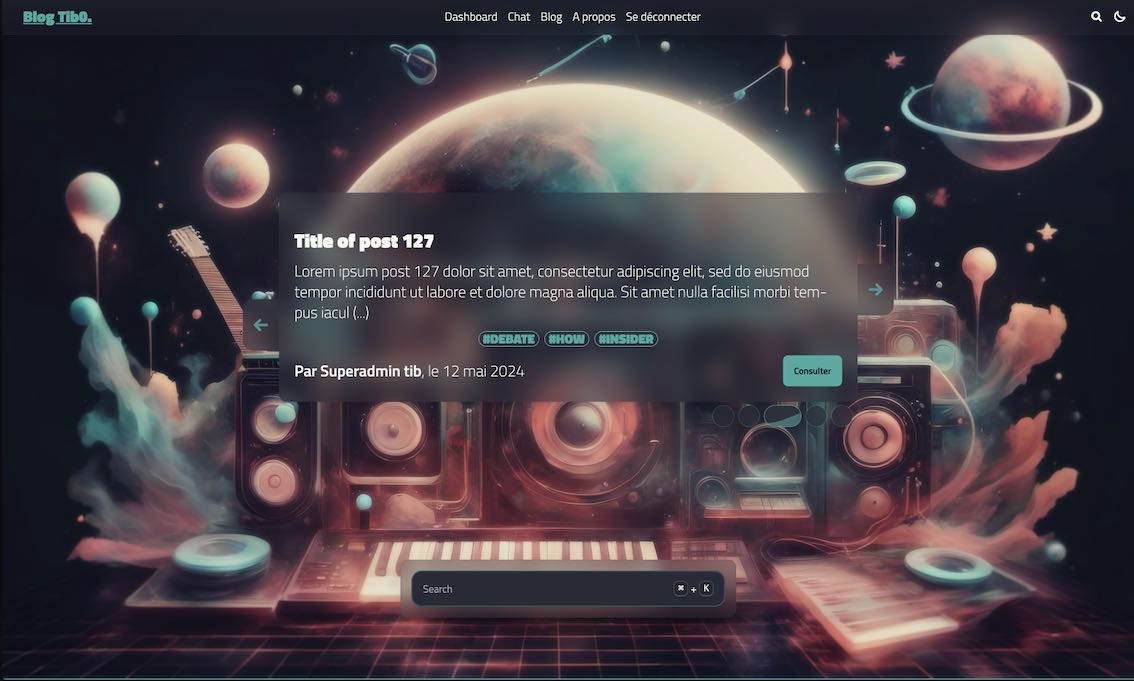 Blog Tib0.
Dashboard Chat Blog A propos Se déconnecter
Title of post 127
Lorem ipsum post 127 dolor sit amet, consectetur adipiscing elit, sed do eiusmod
tempor incididunt ut labore et dolore magna aliqua. Sit amet nulla facilisi morbi tem-
pus iacul (...)
#DEBATE #HOW #INSIDER
Par Superadmin tib, le 12 mai 2024
Consulter
Search ⌘ + K